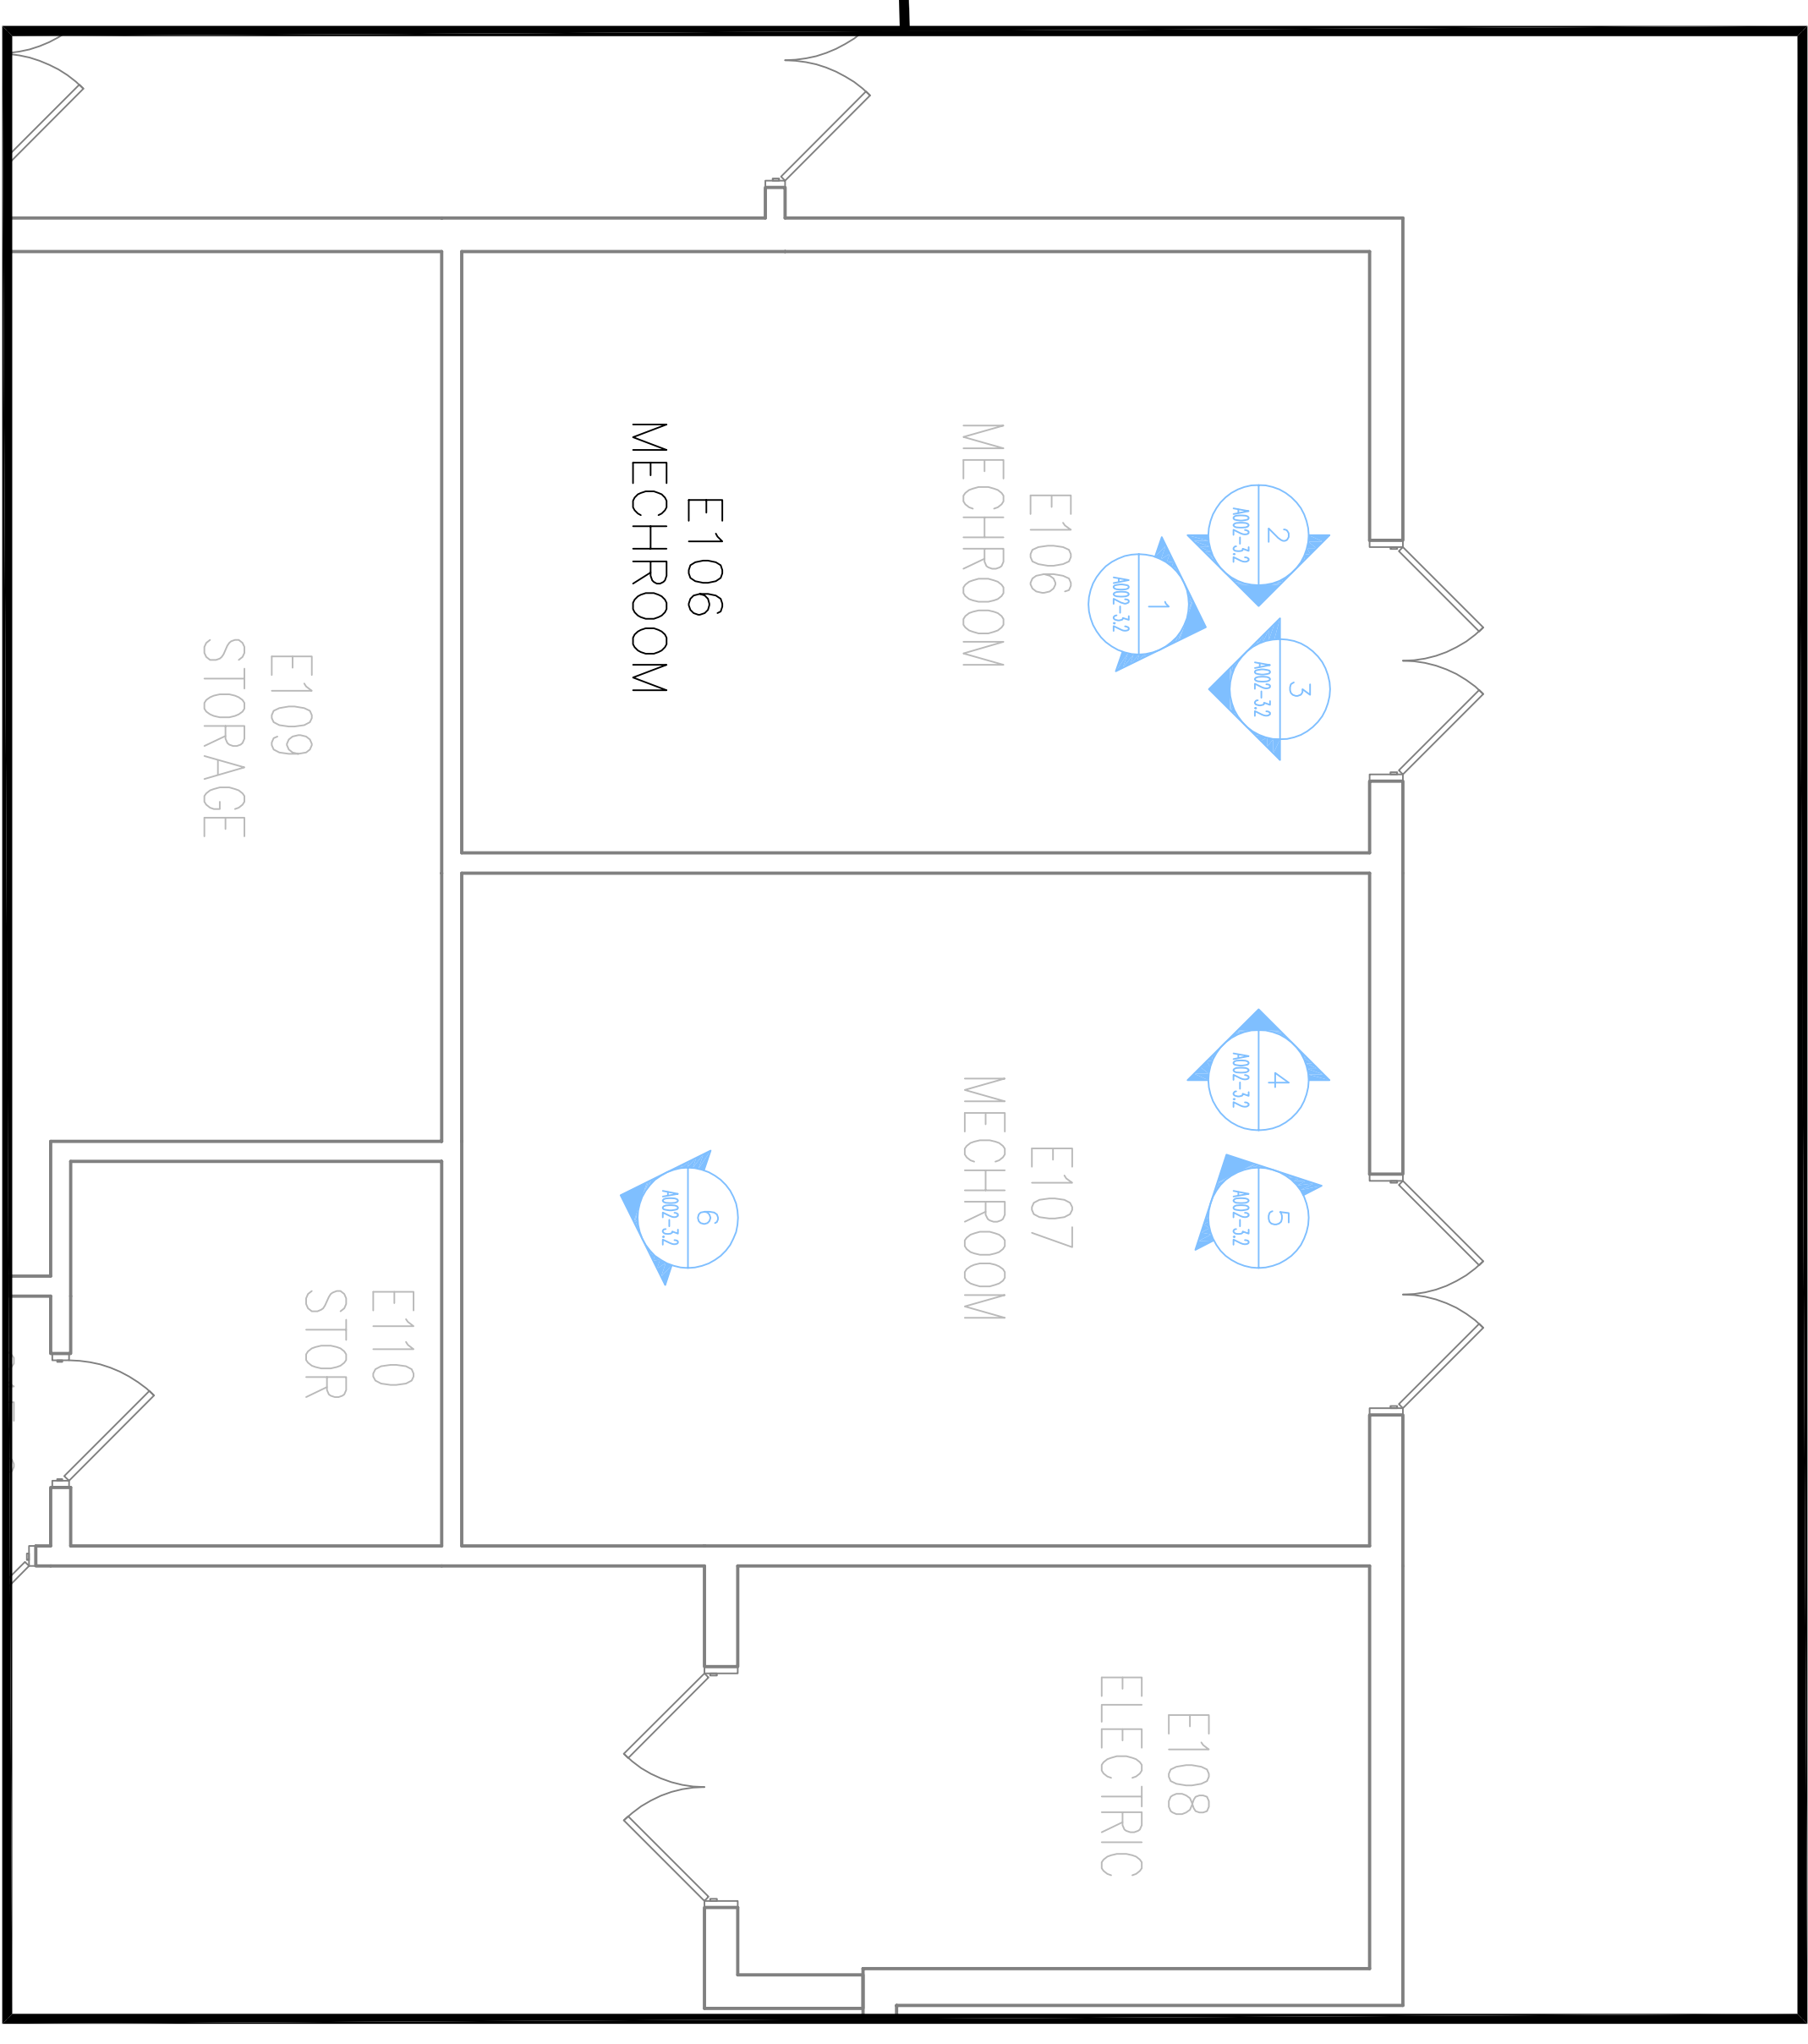 E106
MECHROOM
E106
MECHROOM
2
A002-3.2
1
A002-3.2
3
A002-3.2
E109
STORAGE
4
A002-3.2
5
A002-3.2
6
A002-3.2
E107
MECHROOM
E110
STOR
E108
ELECTRIC